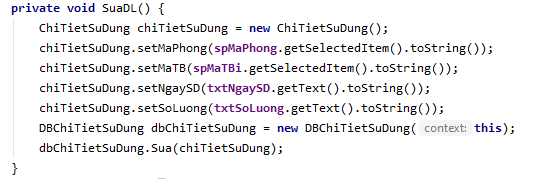 private void SuaDL() {
ChiTietSuDung chiTietSuDung = new ChiTietSuDung();
chiTietSuDung.setMaPhong(spMaPhong.getSelectedItem().toString());
chiTietSuDung.setMaTB(spMaTBi.getSelectedItem().toString());
chiTietSuDung.setNgaySD(txtNgaySD.getText().toString());
chiTietSuDung.setSoLuong(txtSoLuong.getText().toString());
DBChiTietSuDung dbChiTietSuDung = new DBChiTietSuDung( context: this);
dbChiTietSuDung.Sua(chiTietSuDung);
}